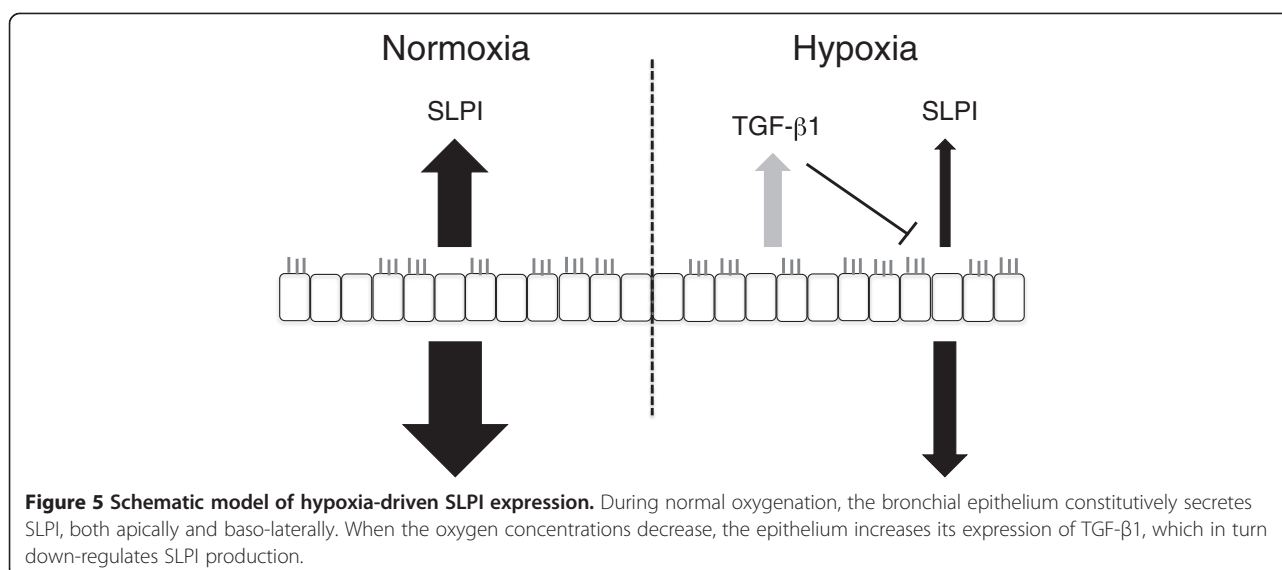 Normoxia
Hypoxia
SLPI
TGF-β1
SLPI
Figure 5 Schematic model of hypoxia-driven SLPI expression. During normal oxygenation, the bronchial epithelium constitutively secretes
SLPI, both apically and baso-laterally. When the oxygen concentrations decrease, the epithelium increases its expression of TGF-β1, which in turn
down-regulates SLPI production.